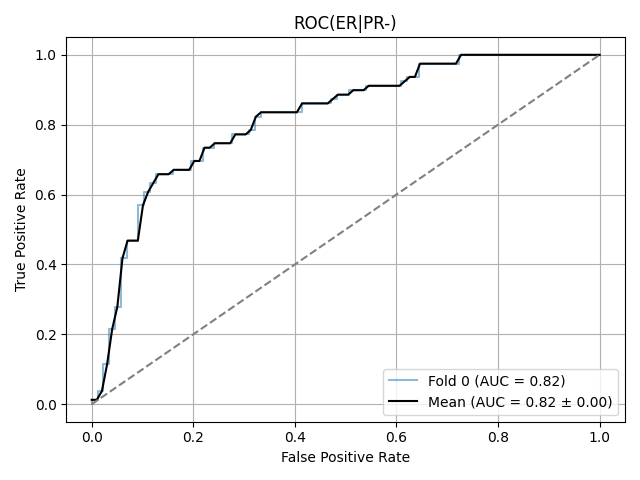 ROC(ER|PR-)
True Positive Rate
1.0
0.8
0.6
0.4
0.2
0.0
0.0 0.2 0.4 0.6 0.8 1.0
False Positive Rate
Fold 0 (AUC = 0.82)
Mean (AUC = 0.82 ± 0.00)